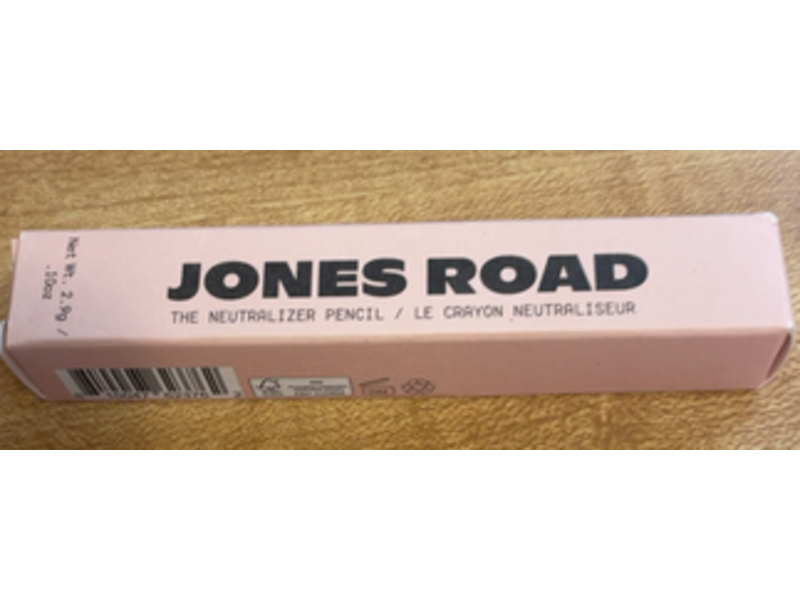 JONES ROAD
THE NEUTRALIZER PENCIL / LE CRAYON NEUTRALISEUR
Net Wt. 2.9g /
.10oz